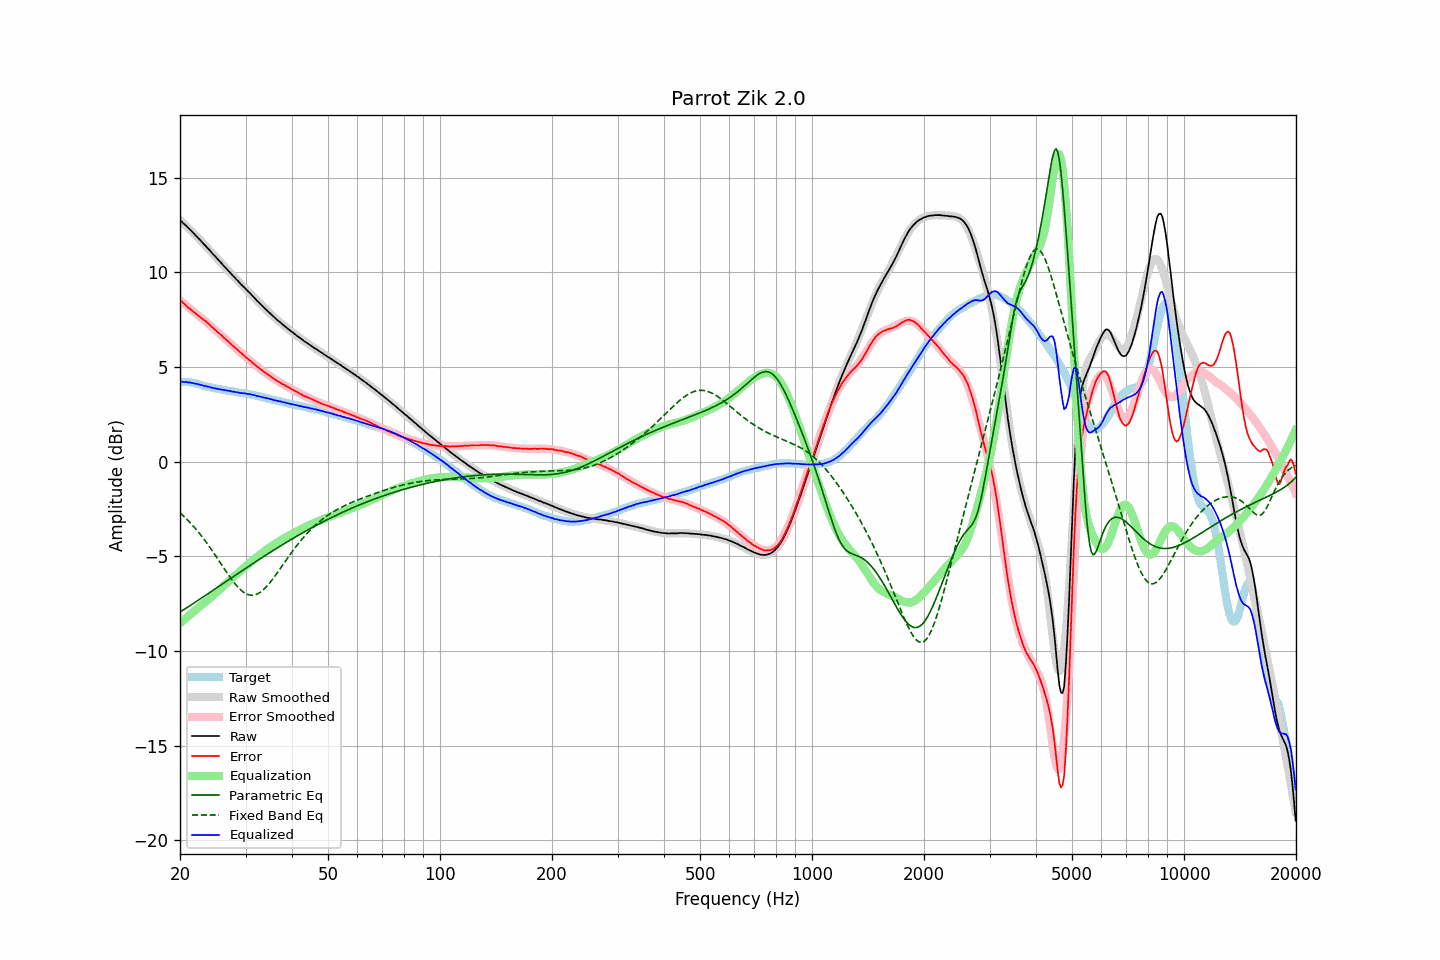 Parrot Zik 2.0
Amplitude (dBr)
15
10
5
0
−5
−10
−15
−20
Target
Raw Smoothed
Error Smoothed
Raw
Error
Equalization
Parametric Eq
Fixed Band Eq
Equalized
20
50
100
200
500
1000
2000
5000
10000
20000
Frequency (Hz)